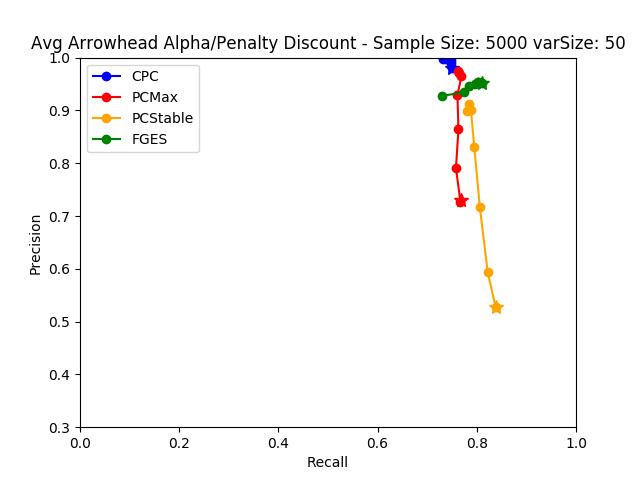 Avg Arrowhead Alpha/Penalty Discount - Sample Size: 5000 varSize: 50
1.0
0.9
0.8
0.7
0.6
0.5
0.4
0.3
Precision
CPC
PCMax
PCStable
FGES
0.0
0.2
0.4
0.6
0.8
1.0
Recall